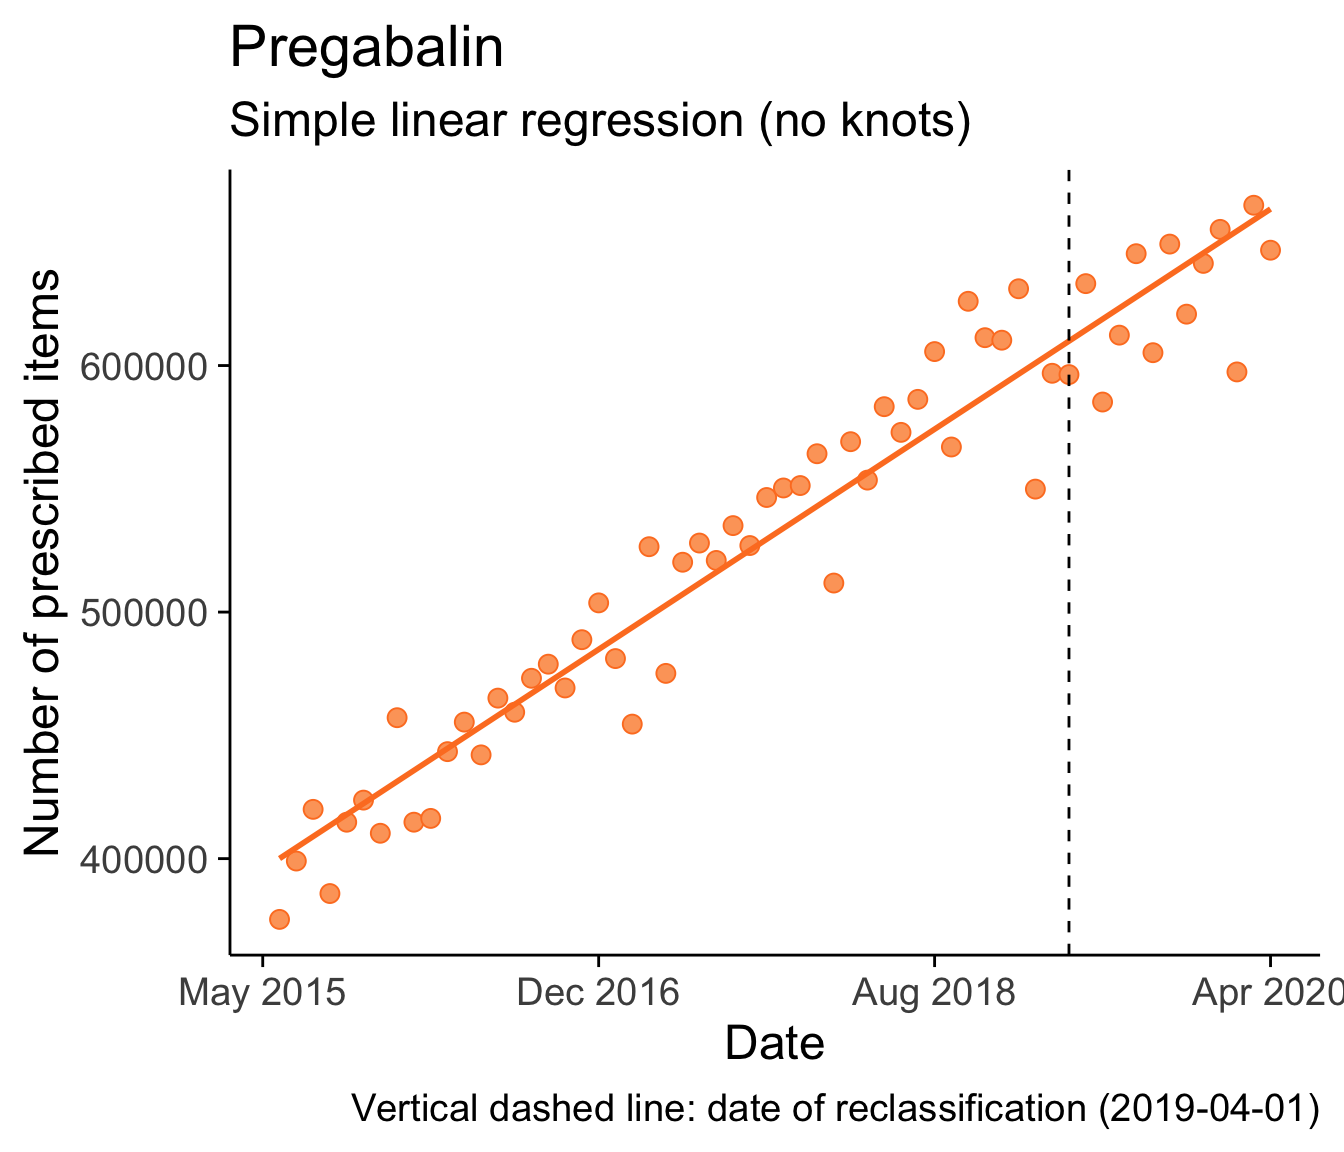 Pregabalin
Simple linear regression (no knots)
Number of prescribed items
600000
500000
400000
May 2015
Dec 2016
Aug 2018
Apr 2020
Date
Vertical dashed line: date of reclassification (2019-04-01)